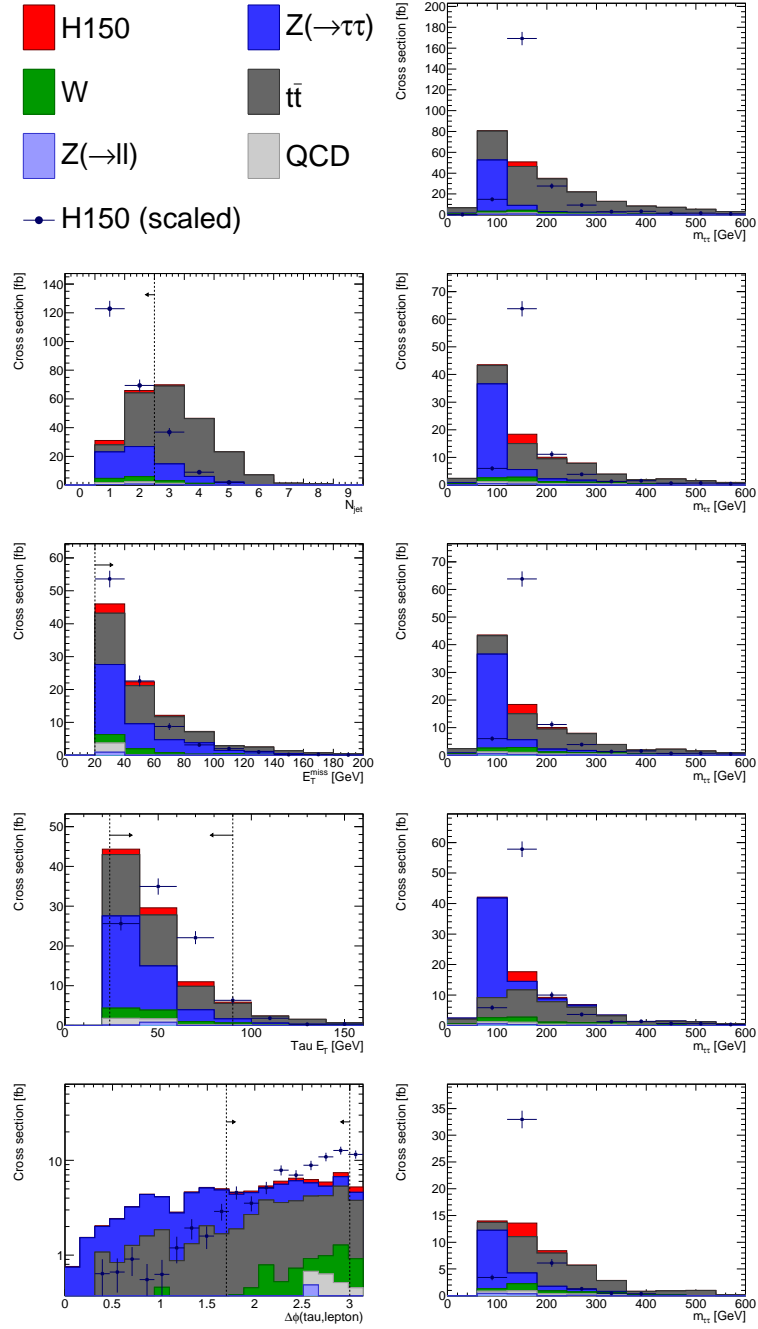 H150
Z(→ττ)
W
tt̄
Z(→ll)
QCD
H150 (scaled)
Cross section [fb]
200
180
160
140
120
100
80
60
40
20
0
0 100 200 300 400 500 600
m_ττ [GeV]
Cross section [fb]
140
120
100
80
60
40
20
0
0 1 2 3 4 5 6 7 8 9
N_jet
Cross section [fb]
70
60
50
40
30
20
10
0
0 100 200 300 400 500 600
m_ττ [GeV]
Cross section [fb]
60
50
40
30
20
10
0
0 20 40 60 80 100 120 140 160 180 200
E_T^miss [GeV]
Cross section [fb]
70
60
50
40
30
20
10
0
0 100 200 300 400 500 600
m_ττ [GeV]
Cross section [fb]
50
40
30
20
10
0
0 50 100 150
Tau E_T [GeV]
Cross section [fb]
60
50
40
30
20
10
0
0 100 200 300 400 500 600
m_ττ [GeV]
Cross section [fb]
10
1
0 0.5 1 1.5 2 2.5 3
Δϕ(tau,lepton)
Cross section [fb]
35
30
25
20
15
10
5
0
0 100 200 300 400 500 600
m_ττ [GeV]